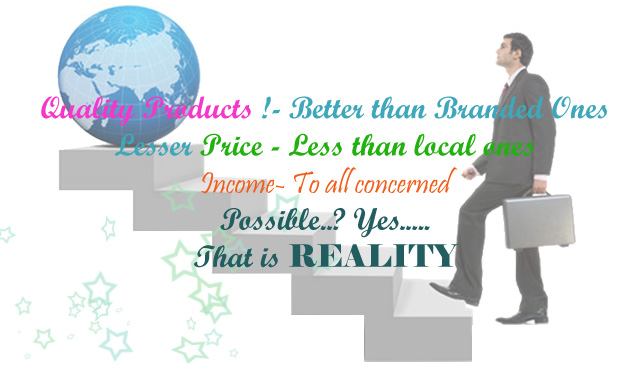 Quality Products !- Better than Branded Ones
Lesser Price - Less than local ones
Income- To all concerned
Possible..? Yes.....
That is REALITY